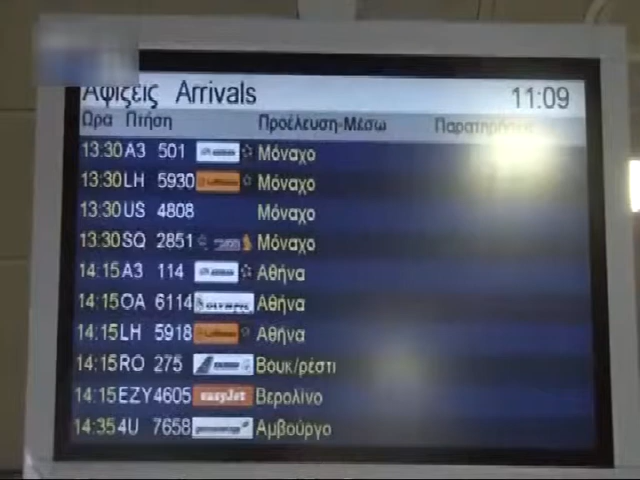 Αφίξεις Arrivals 11:09
Ώρα Πτήση Προέλευση-Μέσω Παρατηρήσεις
13:30 A3 501 Μόναχο
13:30 LH 5930 Μόναχο
13:30 US 4808 Μόναχο
13:30 SQ 2851 Μόναχο
14:15 A3 114 Αθήνα
14:15 OA 6114 OLYMPIC Αθήνα
14:15 LH 5918 Αθήνα
14:15 RO 275 Βουκ/ρέστι
14:15 EZY 4605 easyJet Βερολίνο
14:35 4U 7658 Αμβούργο